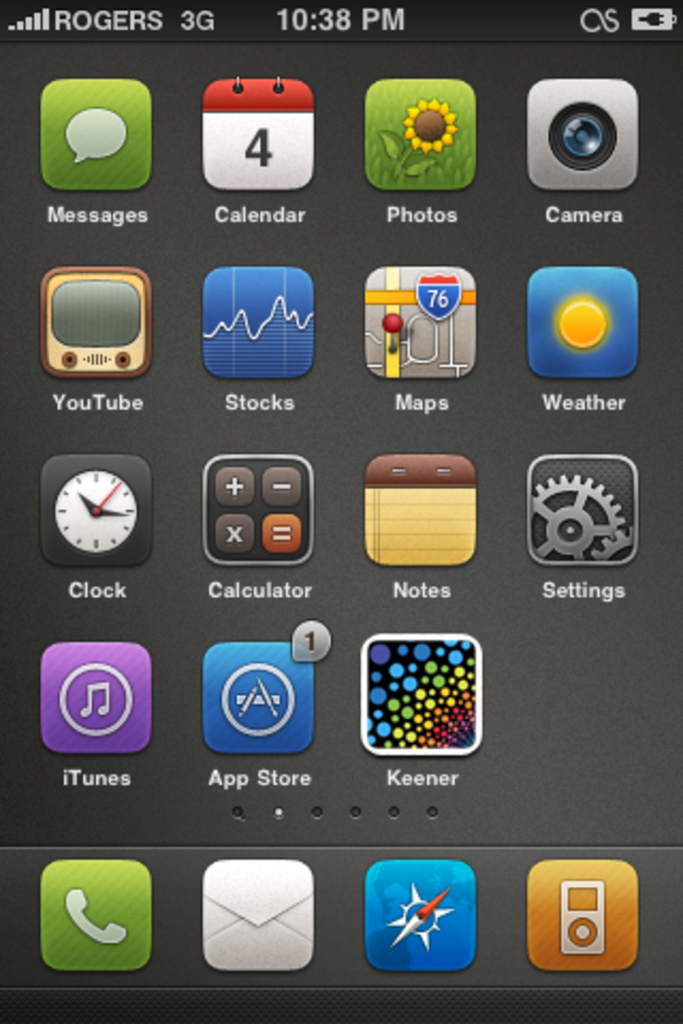 ROGERS 3G 10:38 PM
4
Messages Calendar Photos Camera
76
YouTube Stocks Maps Weather
+ −
x =
Clock Calculator Notes Settings
1
iTunes App Store Keener